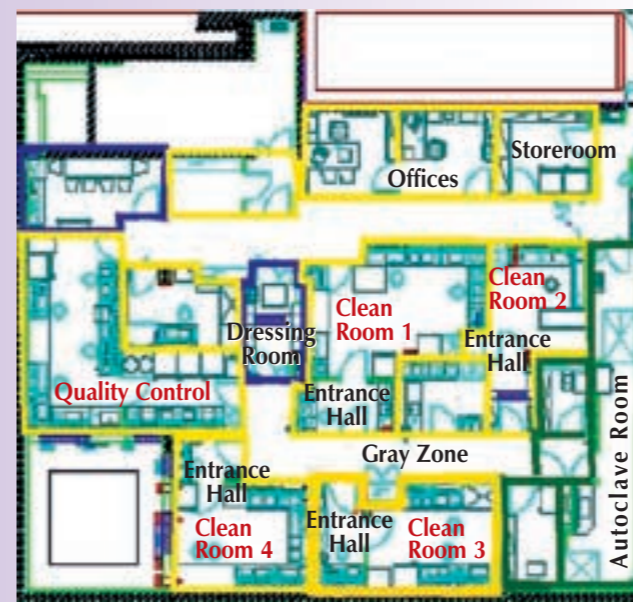 Storeroom
Offices
Clean
Room 1
Clean
Room 2
Dressing
Room
Entrance
Hall
Quality Control
Entrance
Hall
Gray Zone
Entrance
Hall
Clean
Room 4
Entrance
Hall
Clean
Room 3
Autoclave Room